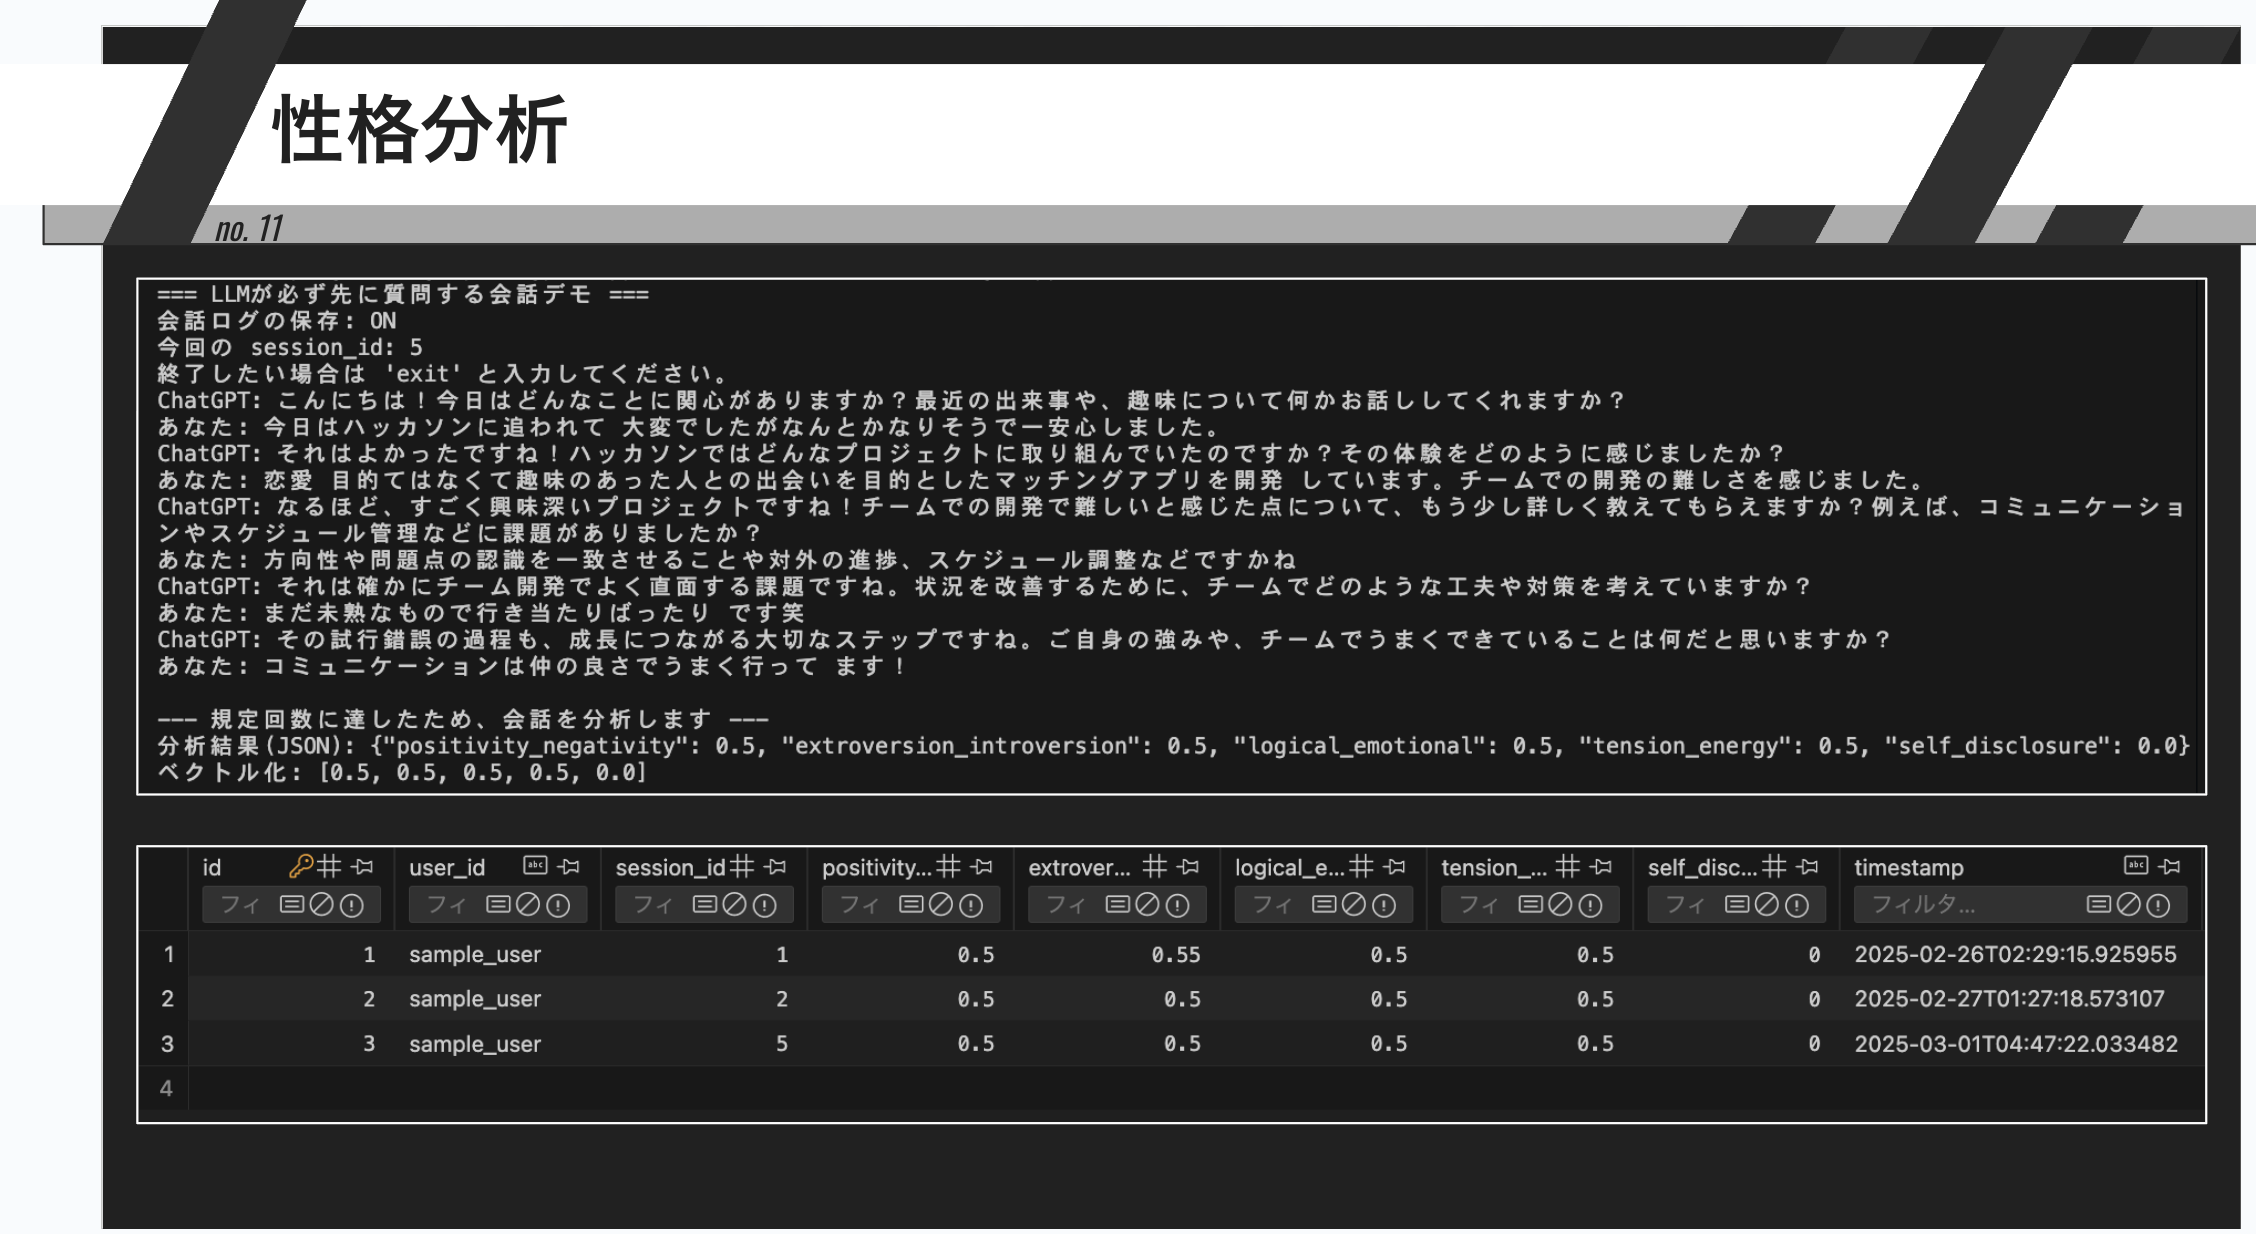 性格分析
no. 11
=== LLMが必ず先に質問する会話デモ ===
会話ログの保存: ON
今回の session_id: 5
終了したい場合は 'exit' と入力してください。
ChatGPT: こんにちは！今日はどんなことに関心がありますか？最近の出来事や、趣味について何かお話ししてくれますか？
あなた: 今日はハッカソンに追われて 大変でしたがなんとかなりそうで一安心しました。
ChatGPT: それはよかったですね！ハッカソンではどんなプロジェクトに取り組んでいたのですか？その体験をどのように感じましたか？
あなた: 恋愛 目的てはなくて趣味のあった人との出会いを目的としたマッチングアプリを開発 しています。チームでの開発の難しさを感じました。
ChatGPT: なるほど、すごく興味深いプロジェクトですね！チームでの開発で難しいと感じた点について、もう少し詳しく教えてもらえますか？例えば、コミュニケーショ
ンやスケジュール管理などに課題がありましたか？
あなた: 方向性や問題点の認識を一致させることや対外の進捗、スケジュール調整などですかね
ChatGPT: それは確かにチーム開発でよく直面する課題ですね。状況を改善するために、チームでどのような工夫や対策を考えていますか？
あなた: まだ未熟なもので行き当たりばったり です笑
ChatGPT: その試行錯誤の過程も、成長につながる大切なステップですね。ご自身の強みや、チームでうまくできていることは何だと思いますか？
あなた: コミュニケーションは仲の良さでうまく行って ます！
--- 規定回数に達したため、会話を分析します ---
分析結果(JSON): {"positivity_negativity": 0.5, "extroversion_introversion": 0.5, "logical_emotional": 0.5, "tension_energy": 0.5, "self_disclosure": 0.0}
ベクトル化: [0.5, 0.5, 0.5, 0.5, 0.0]
id user_id session_id positivity... extrover... logical_e... tension_... self_disc... timestamp
フィ フィ フィ フィ フィ フィ フィ フィ フィルタ...
1 1 sample_user 1 0.5 0.55 0.5 0.5 0 2025-02-26T02:29:15.925955
2 2 sample_user 2 0.5 0.5 0.5 0.5 0 2025-02-27T01:27:18.573107
3 3 sample_user 5 0.5 0.5 0.5 0.5 0 2025-03-01T04:47:22.033482
4